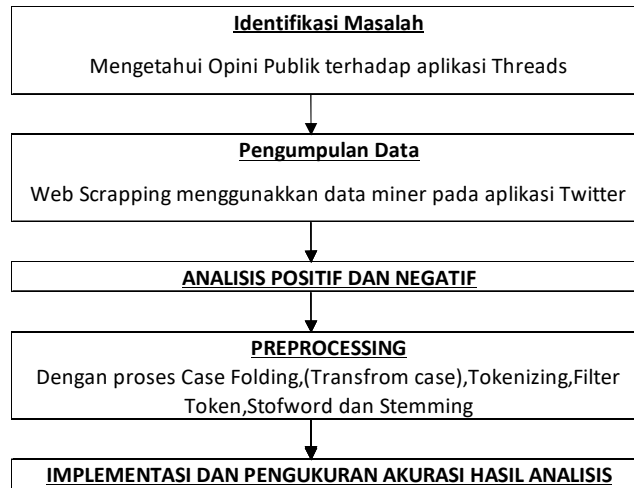 Identifikasi Masalah
Mengetahui Opini Publik terhadap aplikasi Threads
Pengumpulan Data
Web Scrapping menggunakkan data miner pada aplikasi Twitter
ANALISIS POSITIF DAN NEGATIF
PREPROCESSING
Dengan proses Case Folding,(Transfrom case),Tokenizing,Filter
Token,Stofword dan Stemming
IMPLEMENTASI DAN PENGUKURAN AKURASI HASIL ANALISIS